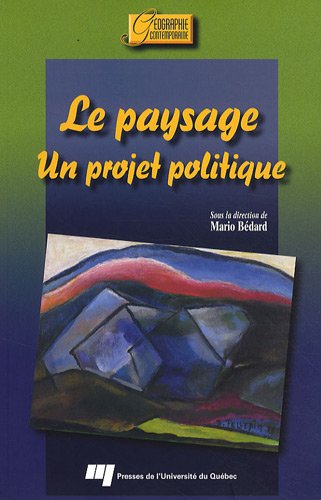 GÉOGRAPHIE
CONTEMPORAINE
Le paysage
Un projet politique
Sous la direction de
Mario Bédard
Presses de l'Université du Québec